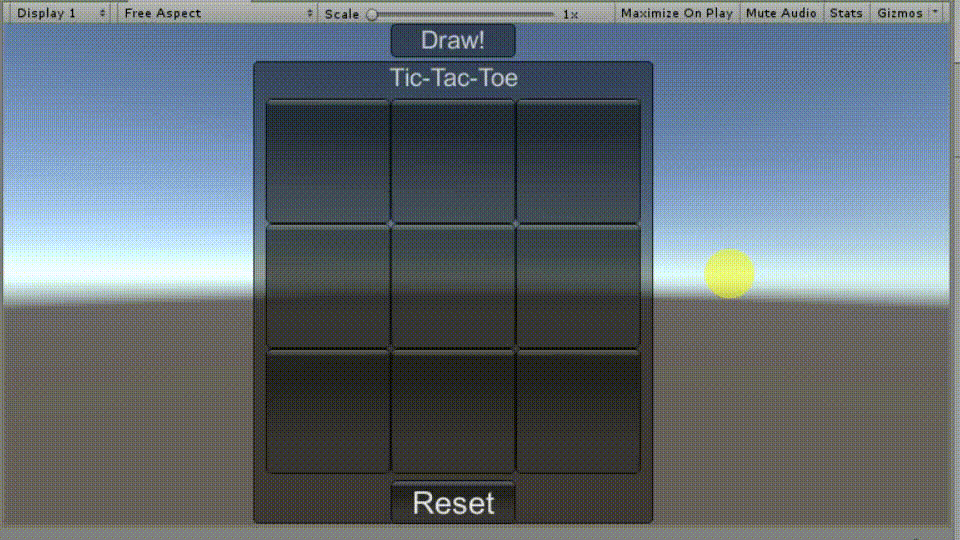 Display 1 Free Aspect Scale 1x Maximize On Play Mute Audio Stats Gizmos
Draw!
Tic-Tac-Toe
Reset